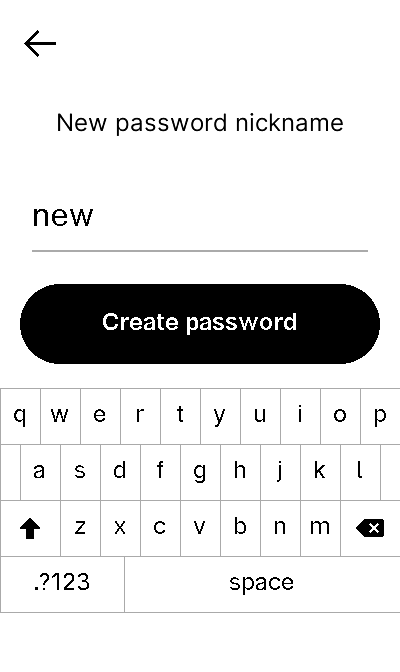 New password nickname
new
Create password
q w e r t y u i o p
a s d f g h j k l
z x c v b n m
.?123 space